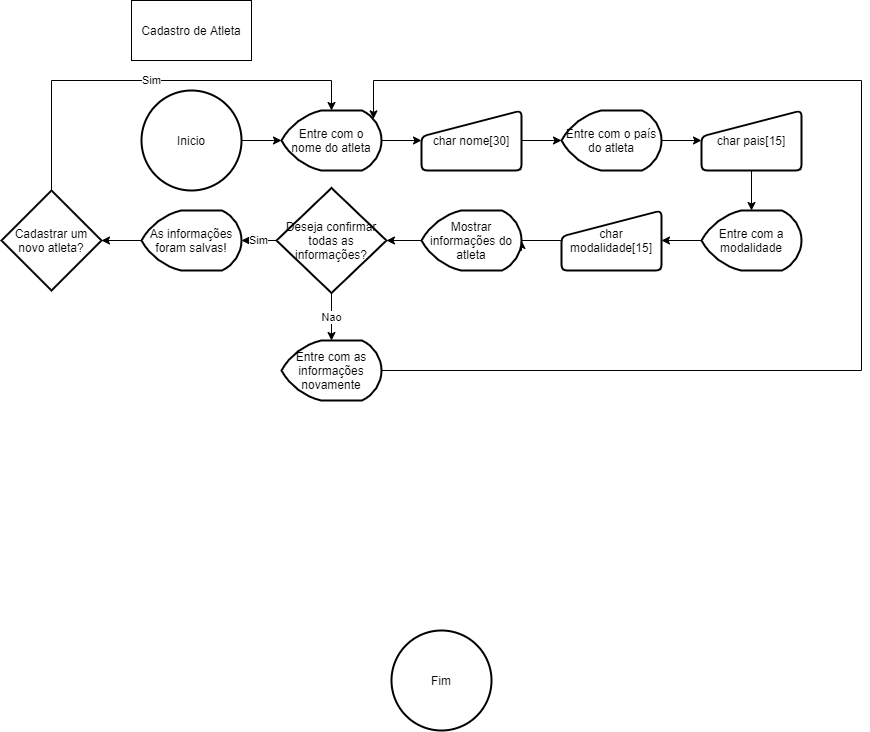 Cadastro de Atleta
Sim
Inicio
Entre com o
nome do atleta
char nome[30]
Entre com o país
do atleta
char pais[15]
Cadastrar um
novo atleta?
As informações
foram salvas!
Sim
Deseja confirmar
todas as
informações?
Mostrar
informações do
atleta
char
modalidade[15]
Entre com a
modalidade
Nao
Entre com as
informações
novamente
Fim